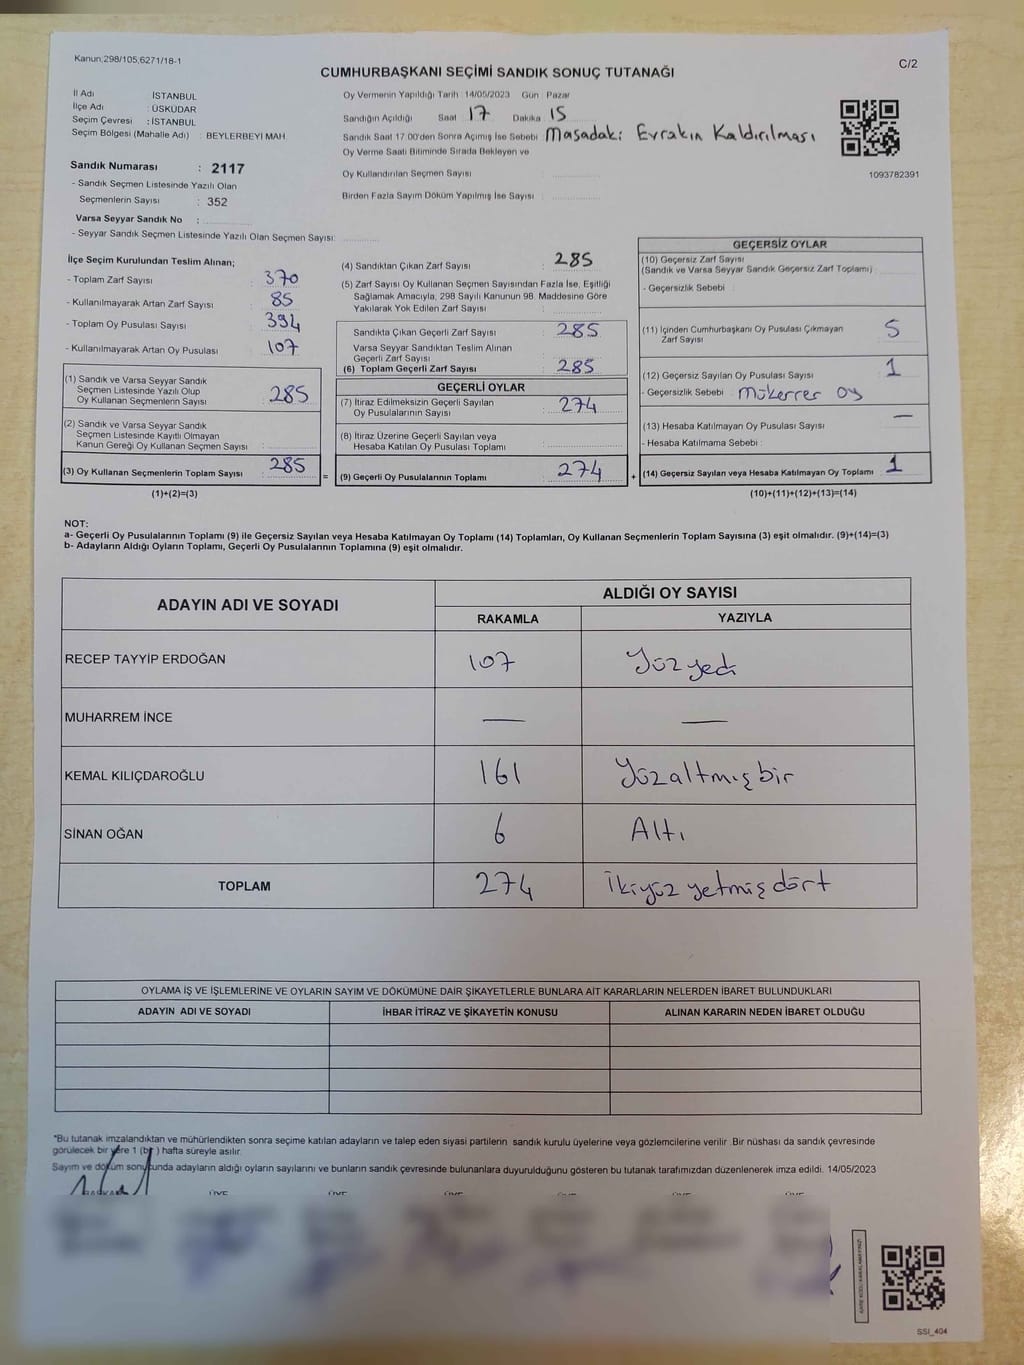 Kanun;298/105,6271/18-1
C/2
CUMHURBAŞKANI SEÇİMİ SANDIK SONUÇ TUTANAĞI
İl Adı İSTANBUL
İlçe Adı : ÜSKÜDAR
Seçim Çevresi : İSTANBUL
Seçim Bölgesi (Mahalle Adı) : BEYLERBEYİ MAH
Sandık Numarası : 2117
- Sandık Seçmen Listesinde Yazılı Olan
Seçmenlerin Sayısı : 352
Varsa Seyyar Sandık No :
- Seyyar Sandık Seçmen Listesinde Yazılı Olan Seçmen Sayısı:
Oy Vermenin Yapıldığı Tarih :14/05/2023 Gün : Pazar
Sandığın Açıldığı Saat 17 Dakika 15
Sandık Saat 17.00'den Sonra Açılmış İse Sebebi : Masadaki Evrakın Kaldırılması
Oy Verme Saati Bitiminde Sırada Bekleyen ve
Oy Kullandırılan Seçmen Sayısı :
Birden Fazla Sayım Döküm Yapılmış İse Sayısı :
1093782391
İlçe Seçim Kurulundan Teslim Alınan;
- Toplam Zarf Sayısı : 370
- Kullanılmayarak Artan Zarf Sayısı : 85
- Toplam Oy Pusulası Sayısı : 394
- Kullanılmayarak Artan Oy Pusulası : 107
(1) Sandık ve Varsa Seyyar Sandık
Seçmen Listesinde Yazılı Olup
Oy Kullanan Seçmenlerin Sayısı : 285
(2) Sandık ve Varsa Seyyar Sandık
Seçmen Listesinde Kayıtlı Olmayan
Kanun Gereği Oy Kullanan Seçmen Sayısı :
(3) Oy Kullanan Seçmenlerin Toplam Sayısı : 285
(1)+(2)=(3)
=
(4) Sandıktan Çıkan Zarf Sayısı : 285
(5) Zarf Sayısı Oy Kullanan Seçmen Sayısından Fazla İse, Eşitliği
Sağlamak Amacıyla, 298 Sayılı Kanunun 98. Maddesine Göre
Yakılarak Yok Edilen Zarf Sayısı :
Sandıkta Çıkan Geçerli Zarf Sayısı : 285
Varsa Seyyar Sandıktan Teslim Alınan
Geçerli Zarf Sayısı :
(6) Toplam Geçerli Zarf Sayısı : 285
GEÇERLİ OYLAR
(7) İtiraz Edilmeksizin Geçerli Sayılan
Oy Pusulalarının Sayısı : 274
(8) İtiraz Üzerine Geçerli Sayılan veya
Hesaba Katılan Oy Pusulası Toplamı :
(9) Geçerli Oy Pusulalarının Toplamı : 274
+
GEÇERSİZ OYLAR
(10) Geçersiz Zarf Sayısı
(Sandık ve Varsa Seyyar Sandık Geçersiz Zarf Toplamı) :
- Geçersizlik Sebebi :
(11) İçinden Cumhurbaşkanı Oy Pusulası Çıkmayan
Zarf Sayısı : 5
(12) Geçersiz Sayılan Oy Pusulası Sayısı : 1
- Geçersizlik Sebebi : Mükerrer oy
(13) Hesaba Katılmayan Oy Pusulası Sayısı : —
- Hesaba Katılmama Sebebi :
(14) Geçersiz Sayılan veya Hesaba Katılmayan Oy Toplamı : 1
(10)+(11)+(12)+(13)=(14)
NOT:
a- Geçerli Oy Pusulalarının Toplamı (9) ile Geçersiz Sayılan veya Hesaba Katılmayan Oy Toplamı (14) Toplamları, Oy Kullanan Seçmenlerin Toplam Sayısına (3) eşit olmalıdır. (9)+(14)=(3)
b- Adayların Aldığı Oyların Toplamı, Geçerli Oy Pusulalarının Toplamına (9) eşit olmalıdır.
ADAYIN ADI VE SOYADI
ALDIĞI OY SAYISI
RAKAMLA YAZIYLA
RECEP TAYYİP ERDOĞAN 107 Yüzyedi
MUHARREM İNCE — —
KEMAL KILIÇDAROĞLU 161 Yüzaltmışbir
SİNAN OĞAN 6 Altı
TOPLAM 274 İkiyüz yetmiş dört
OYLAMA İŞ VE İŞLEMLERİNE VE OYLARIN SAYIM VE DÖKÜMÜNE DAİR ŞİKAYETLERLE BUNLARA AİT KARARLARIN NELERDEN İBARET BULUNDUKLARI
ADAYIN ADI VE SOYADI İHBAR İTİRAZ VE ŞİKAYETİN KONUSU ALINAN KARARIN NEDEN İBARET OLDUĞU
*Bu tutanak imzalandıktan ve mühürlendikten sonra seçime katılan adayların ve talep eden siyasi partilerin sandık kurulu üyelerine veya gözlemcilerine verilir .Bir nüshası da sandık çevresinde
görülecek bir yere 1 (bir ) hafta süreyle asılır.
Sayım ve döküm sonucunda adayların aldığı oyların sayılarını ve bunların sandık çevresinde bulunanlara duyurulduğunu gösteren bu tutanak tarafımızdan düzenlenerek imza edildi. 14/05/2023
BAŞKAN ÜYE ÜYE ÜYE ÜYE ÜYE ÜYE
SSİ_404